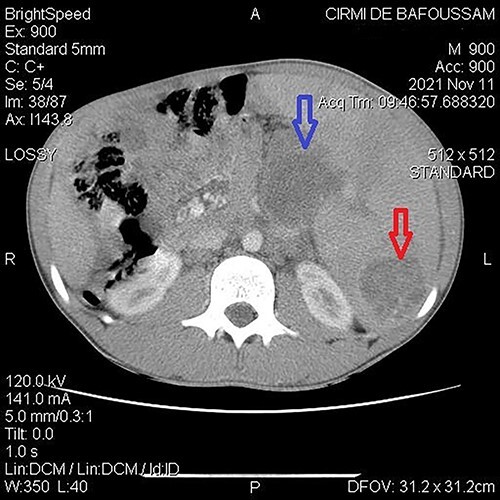 BrightSpeed
Ex: 900
Standard 5mm
C: C+
Se: 5/4
Im: 38/87
Ax: I143.8
LOSSY
A
CIRMI DE BAFOUSSAM
M 900
Acc: 900
2021 Nov 11
Acq Tm: 09:46:57.688320
512 x 512
STANDARD
R
L
120.0 kV
141.0 mA
5.0 mm/0.3:1
Tilt: 0.0
1.0 s
Lin:DCM / Lin:DCM / Id:ID
W:350 L:40
P
DFOV: 31.2 x 31.2cm